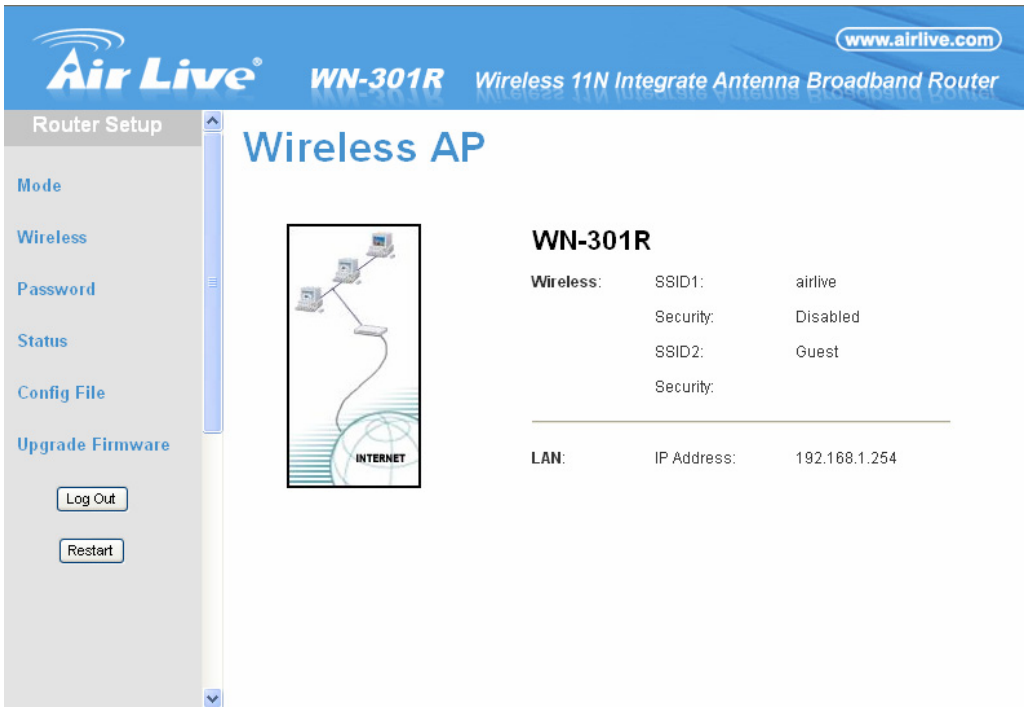 www.airlive.com
Air Live® WN-301R Wireless 11N Integrate Antenna Broadband Router
Router Setup
Mode
Wireless
Password
Status
Config File
Upgrade Firmware
Log Out
Restart
Wireless AP
INTERNET
WN-301R
Wireless: SSID1: airlive
Security: Disabled
SSID2: Guest
Security:
LAN: IP Address: 192.168.1.254